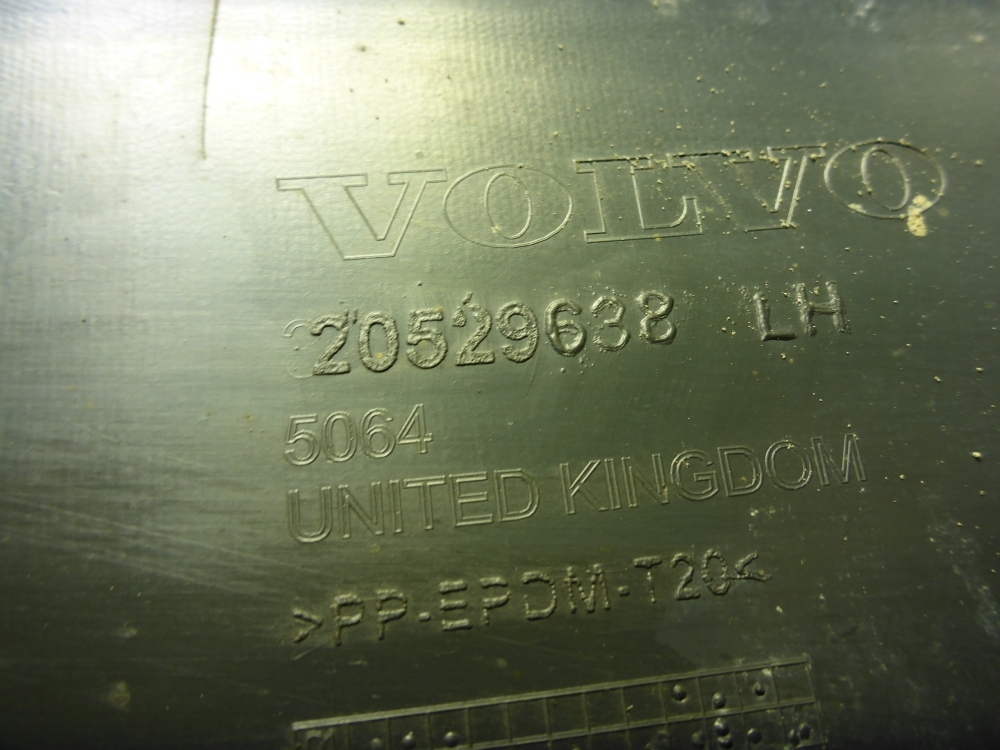 VOLVO
20529638 LH
5064
UNITED KINGDOM
>PP-EPDM-T20<